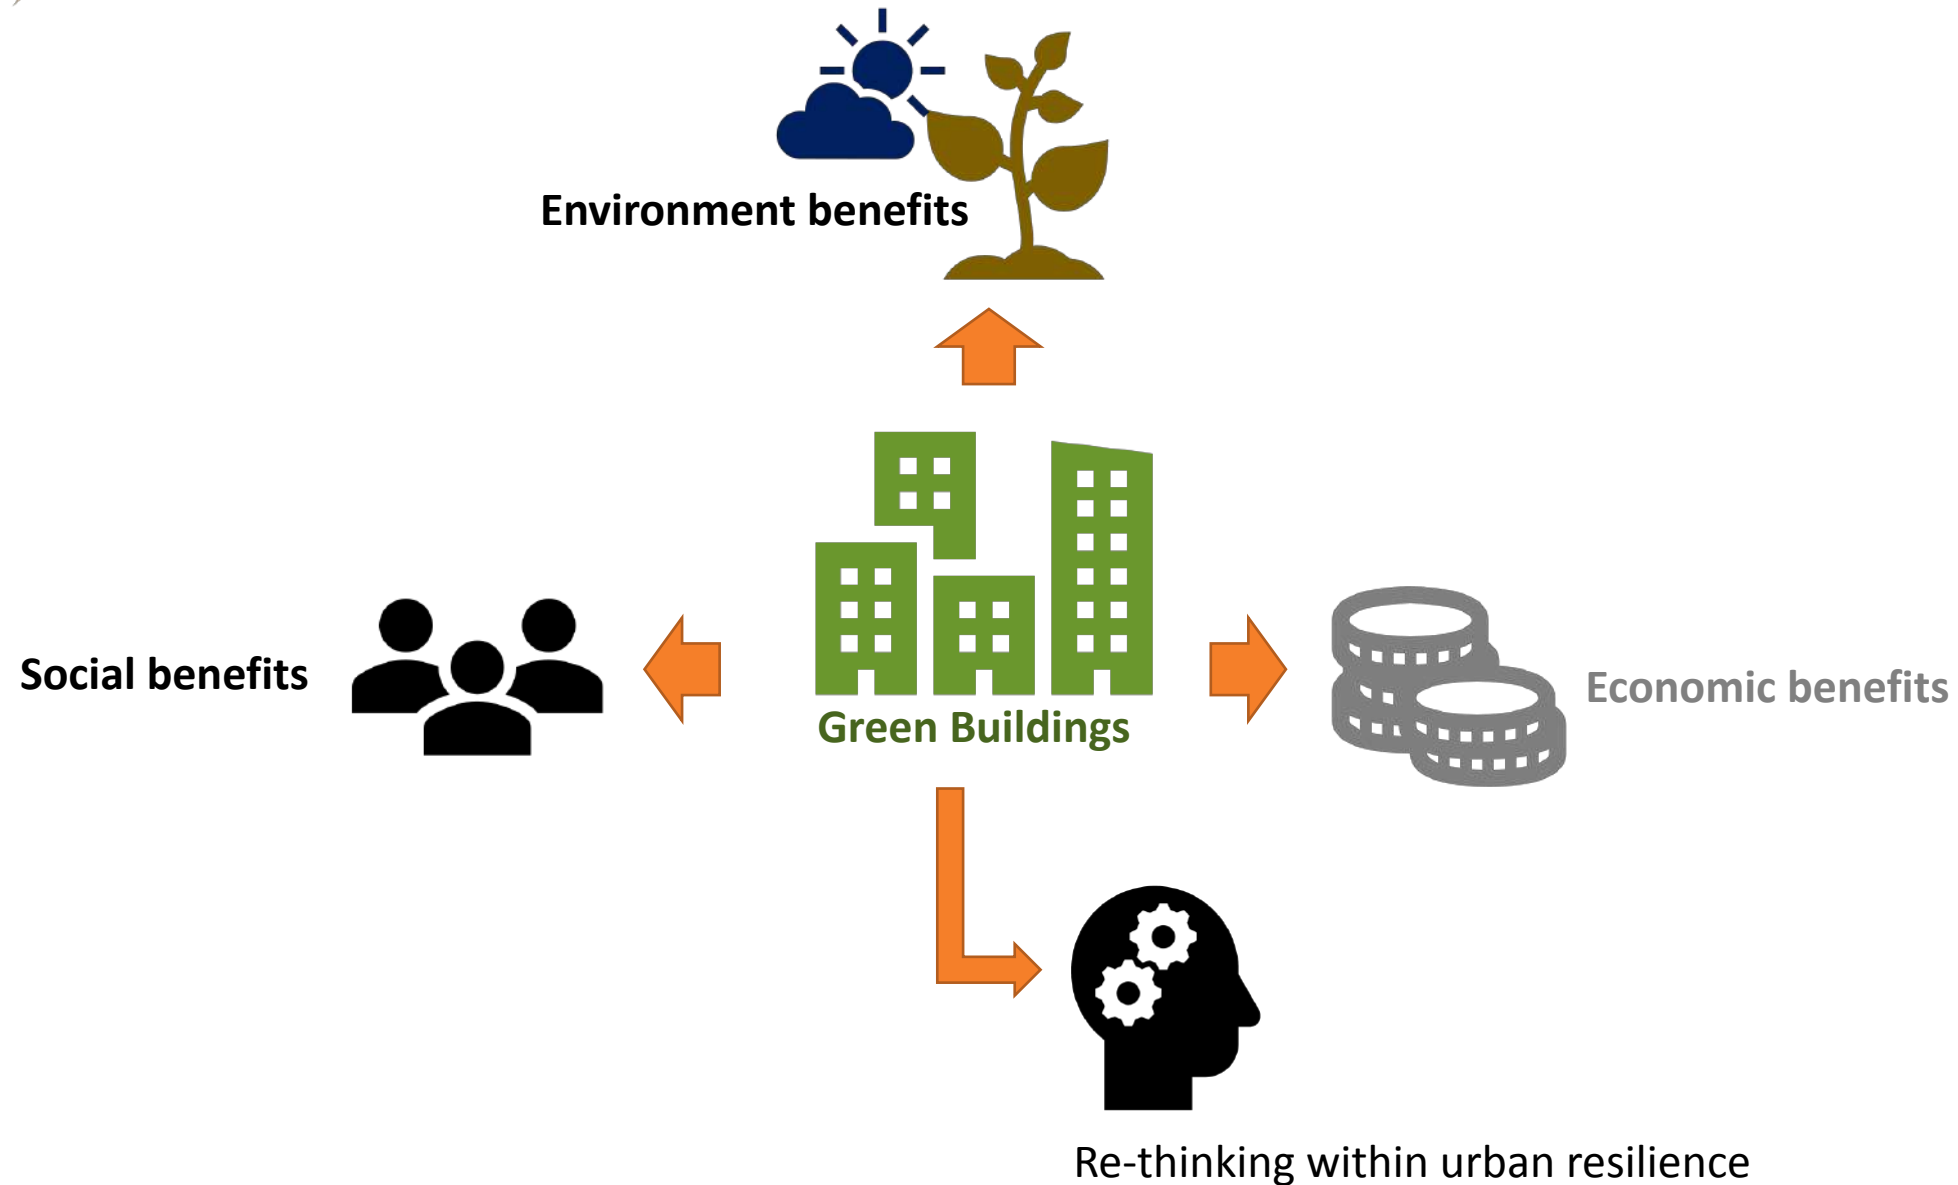 Environment benefits
Social benefits
Economic benefits
Green Buildings
Re-thinking within urban resilience